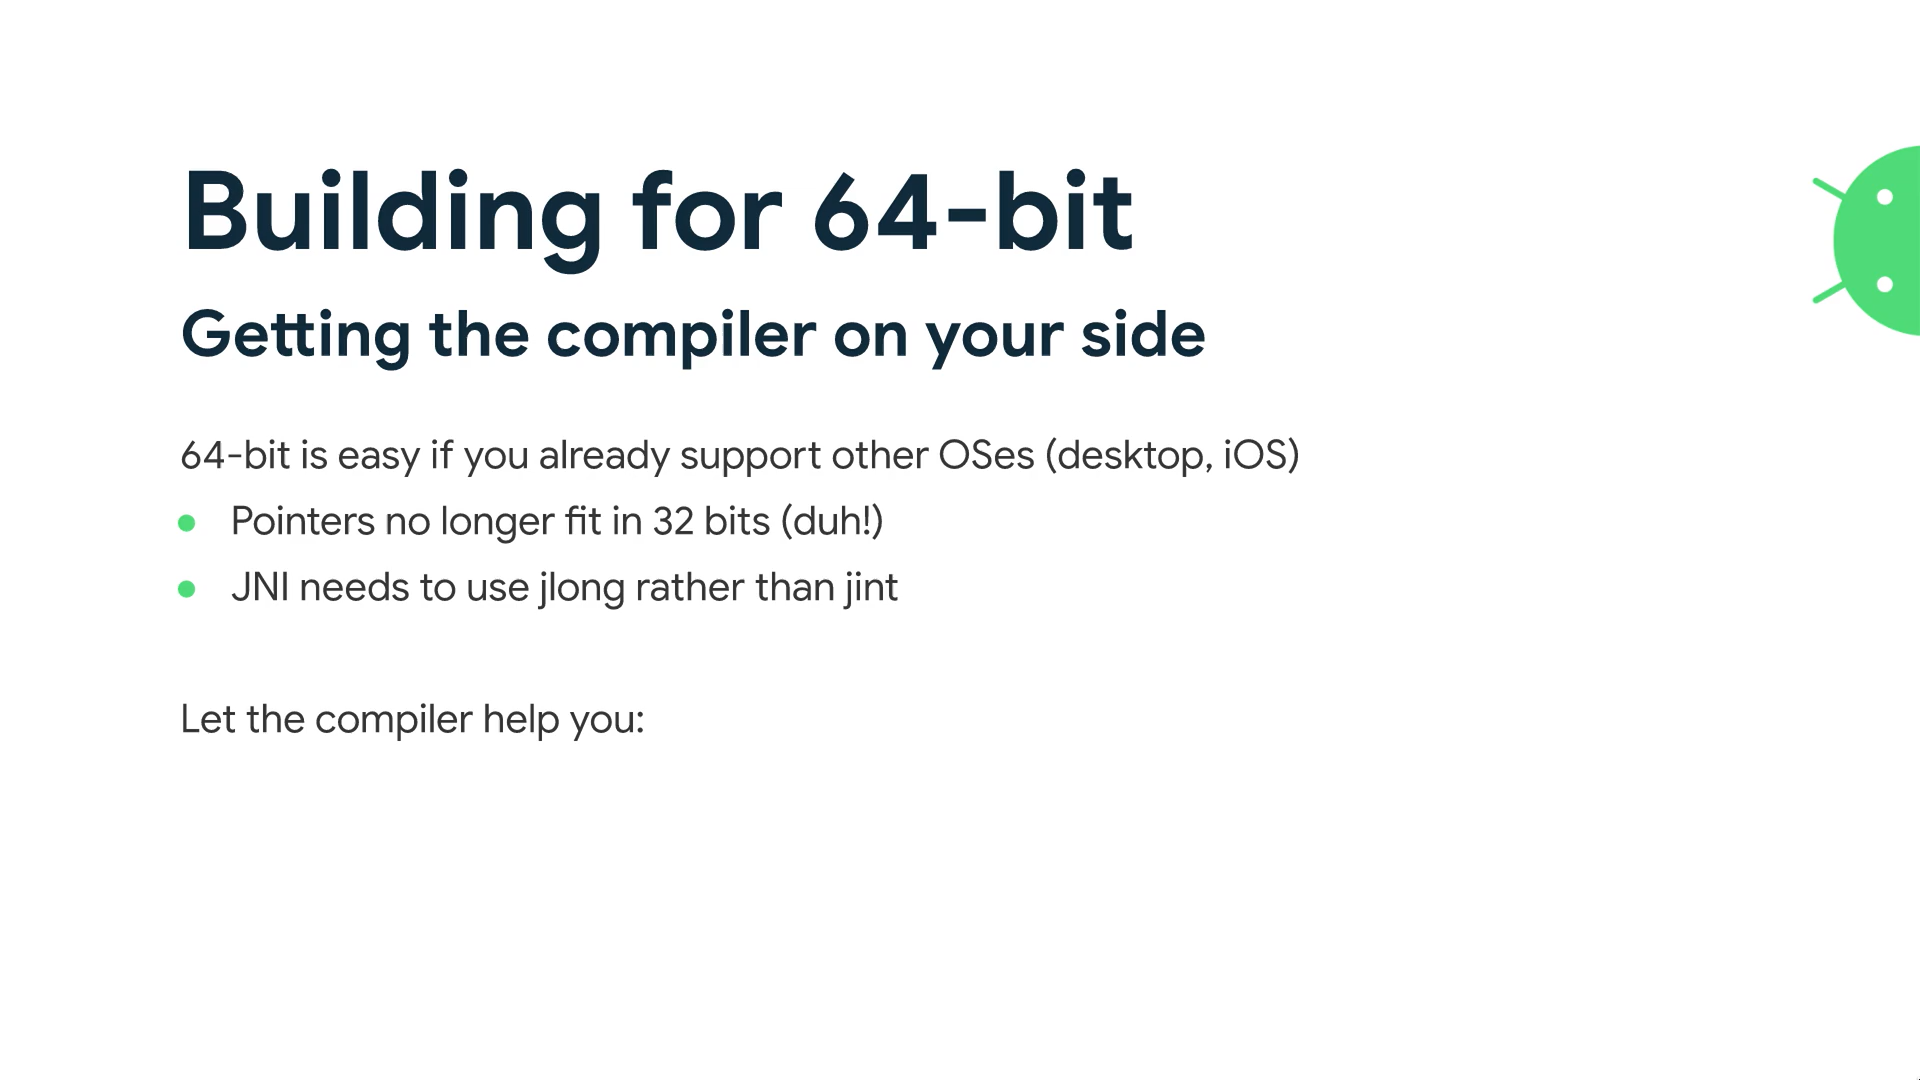 Building for 64-bit
Getting the compiler on your side
64-bit is easy if you already support other OSes (desktop, iOS)
● Pointers no longer fit in 32 bits (duh!)
● JNI needs to use jlong rather than jint
Let the compiler help you: